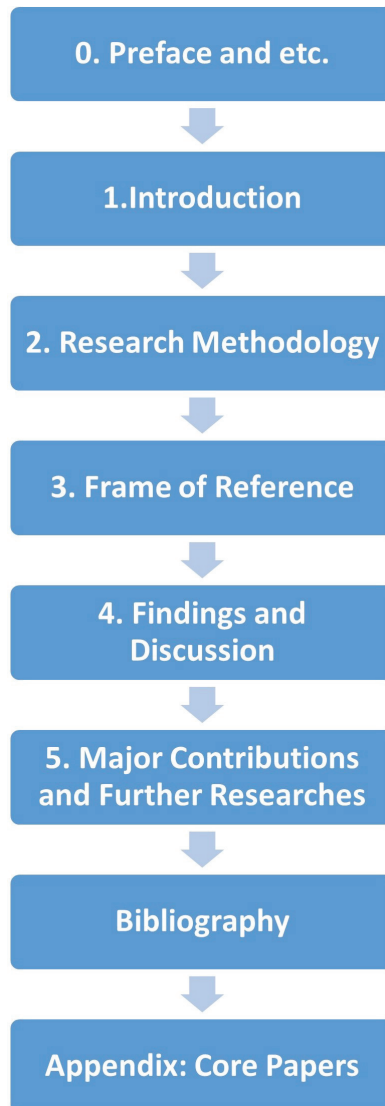 0. Preface and etc.
1.Introduction
2. Research Methodology
3. Frame of Reference
4. Findings and
Discussion
5. Major Contributions
and Further Researches
Bibliography
Appendix: Core Papers